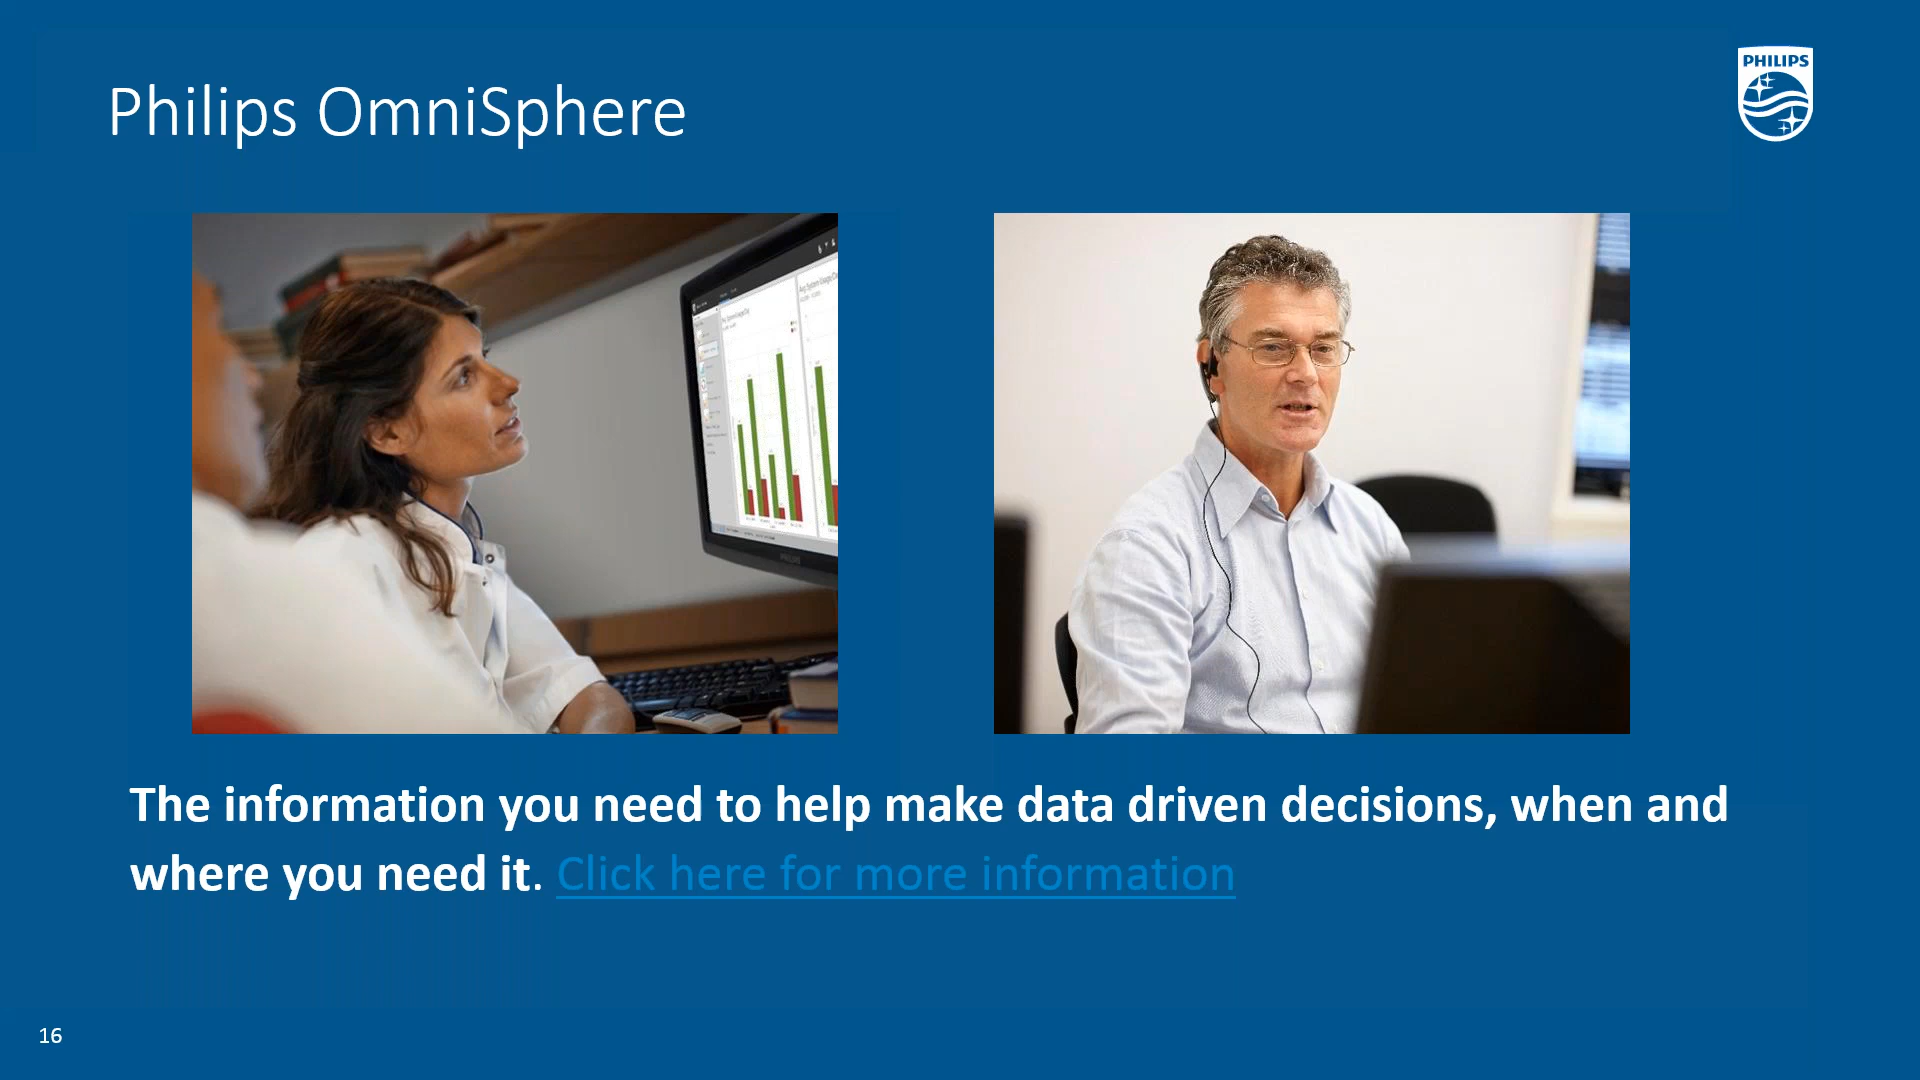 Philips OmniSphere
PHILIPS
The information you need to help make data driven decisions, when and
where you need it. Click here for more information
16